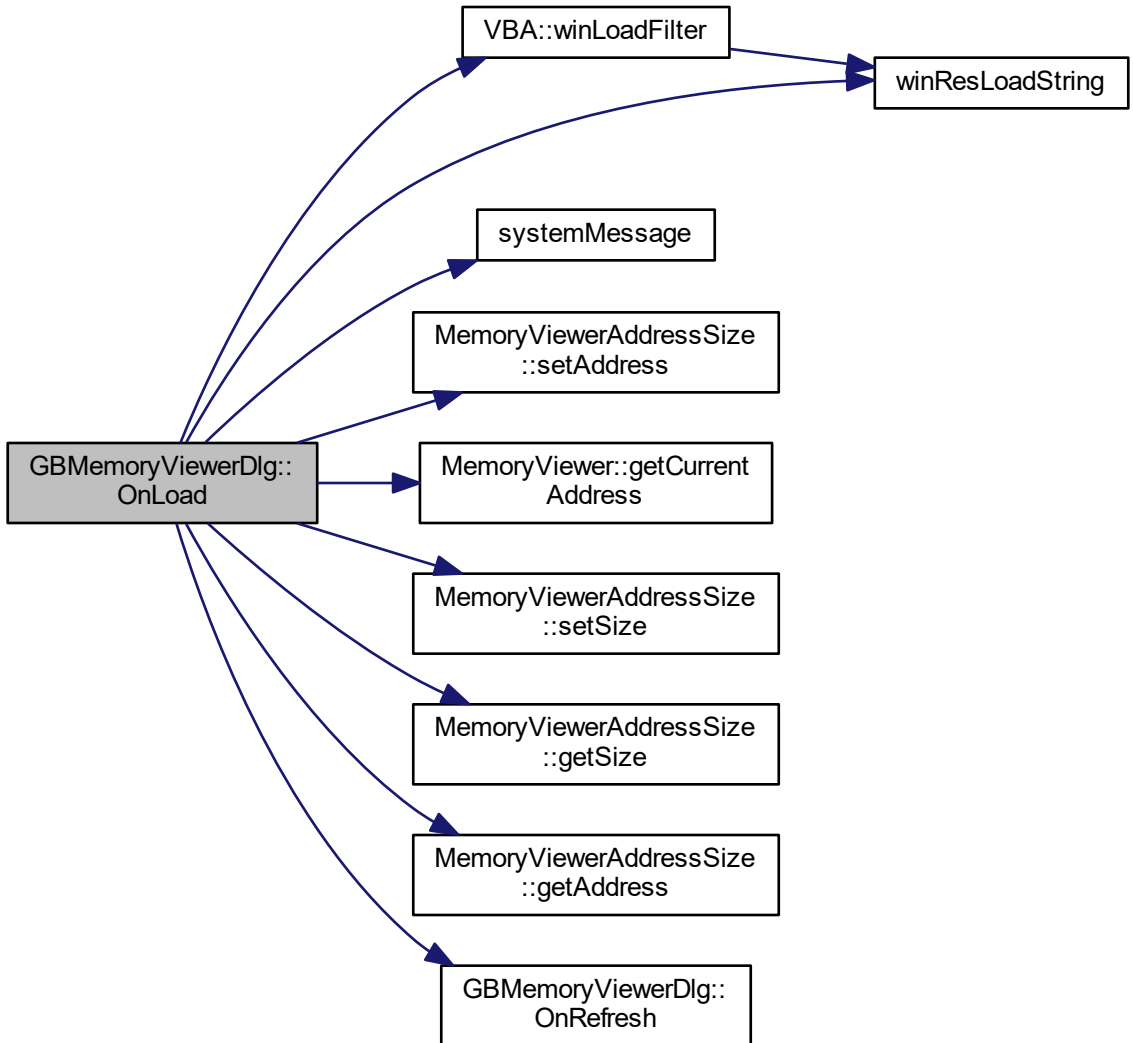 VBA::winLoadFilter
winResLoadString
systemMessage
MemoryViewerAddressSize
::setAddress
GBMemoryViewerDlg::
OnLoad
MemoryViewer::getCurrent
Address
MemoryViewerAddressSize
::setSize
MemoryViewerAddressSize
::getSize
MemoryViewerAddressSize
::getAddress
GBMemoryViewerDlg::
OnRefresh